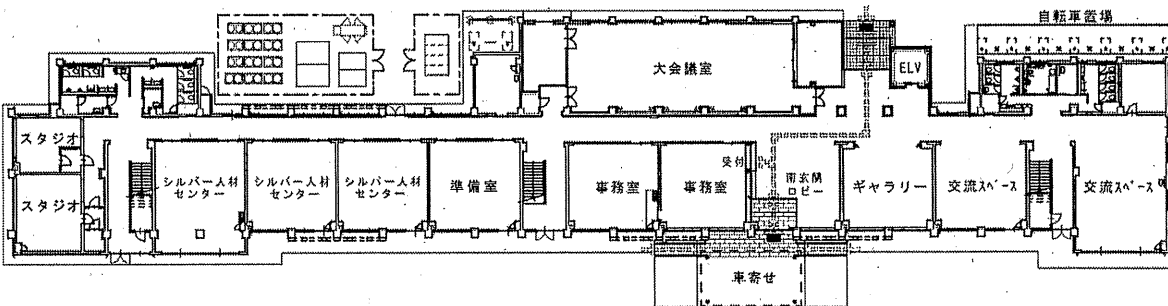 自転車置場
大会議室
ELV
スタジオ
スタジオ
シルバー人材
センター
シルバー人材
センター
シルバー人材
センター
準備室
事務室
事務室
受付
南玄関
ロビー
ギャラリー
交流スペース
交流スペース
車寄せ